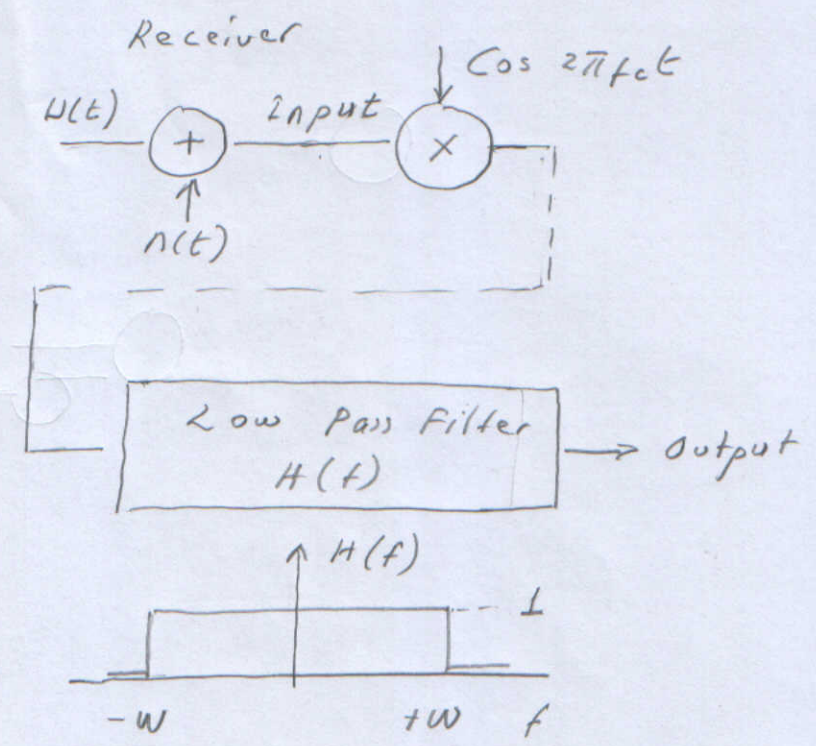 Receiver
Cos 2πfct
U(t)
+
Input
X
n(t)
Low Pass Filter
H(f)
Output
H(f)
1
-W
+W
f